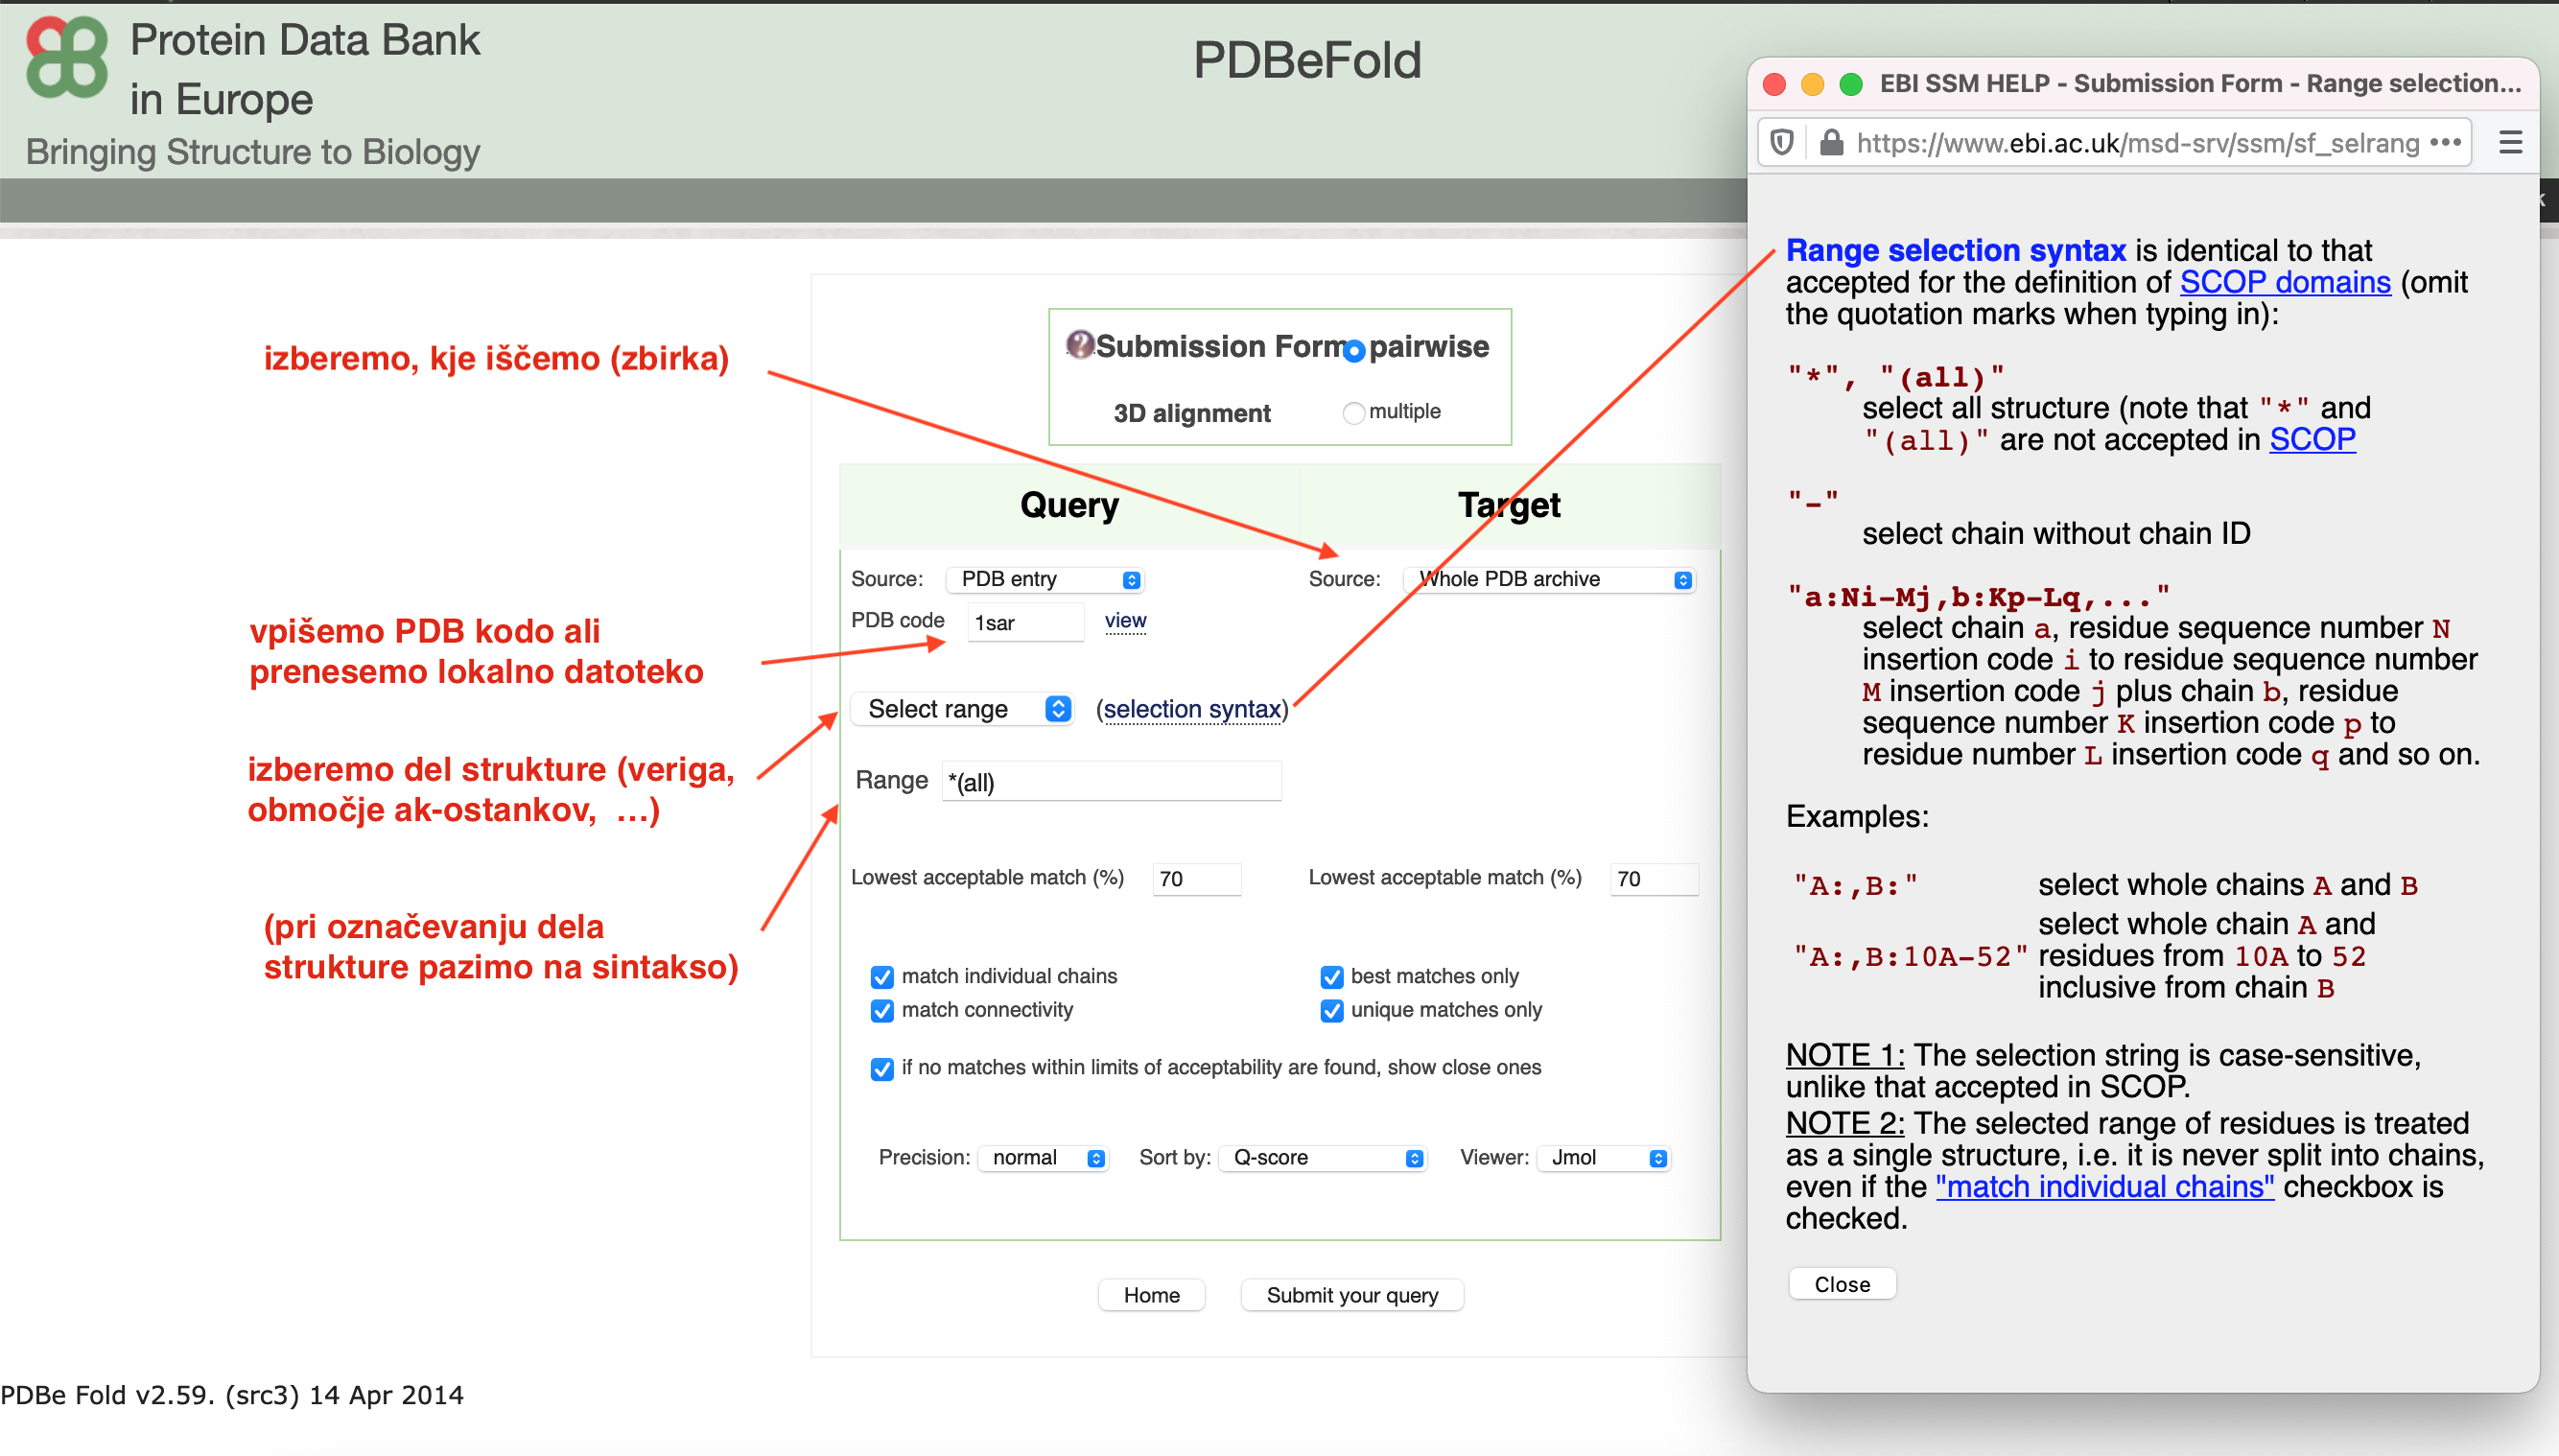 Protein Data Bank
in Europe
Bringing Structure to Biology
PDBeFold
izberemo, kje iščemo (zbirka)
vpišemo PDB kodo ali
prenesemo lokalno datoteko
izberemo del strukture (veriga,
območje ak-ostankov, ...)
(pri označevanju dela
strukture pazimo na sintakso)
Submission Form pairwise
3D alignment multiple
Query Target
Source: PDB entry Source: Whole PDB archive
PDB code 1sar view
Select range (selection syntax)
Range *(all)
Lowest acceptable match (%) 70 Lowest acceptable match (%) 70
match individual chains best matches only
match connectivity unique matches only
if no matches within limits of acceptability are found, show close ones
Precision: normal Sort by: Q-score Viewer: Jmol
Home Submit your query
PDBe Fold v2.59. (src3) 14 Apr 2014
EBI SSM HELP - Submission Form - Range selection...
https://www.ebi.ac.uk/msd-srv/ssm/sf_selrang
Range selection syntax is identical to that
accepted for the definition of SCOP domains (omit
the quotation marks when typing in):
"*", "(all)"
select all structure (note that "*" and
"(all)" are not accepted in SCOP
"-"
select chain without chain ID
"a:Ni-Mj,b:Kp-Lq,..."
select chain a, residue sequence number N
insertion code i to residue sequence number
M insertion code j plus chain b, residue
sequence number K insertion code p to
residue number L insertion code q and so on.
Examples:
"A:,B:" select whole chains A and B
select whole chain A and
"A:,B:10A-52" residues from 10A to 52
inclusive from chain B
NOTE 1: The selection string is case-sensitive,
unlike that accepted in SCOP.
NOTE 2: The selected range of residues is treated
as a single structure, i.e. it is never split into chains,
even if the "match individual chains" checkbox is
checked.
Close